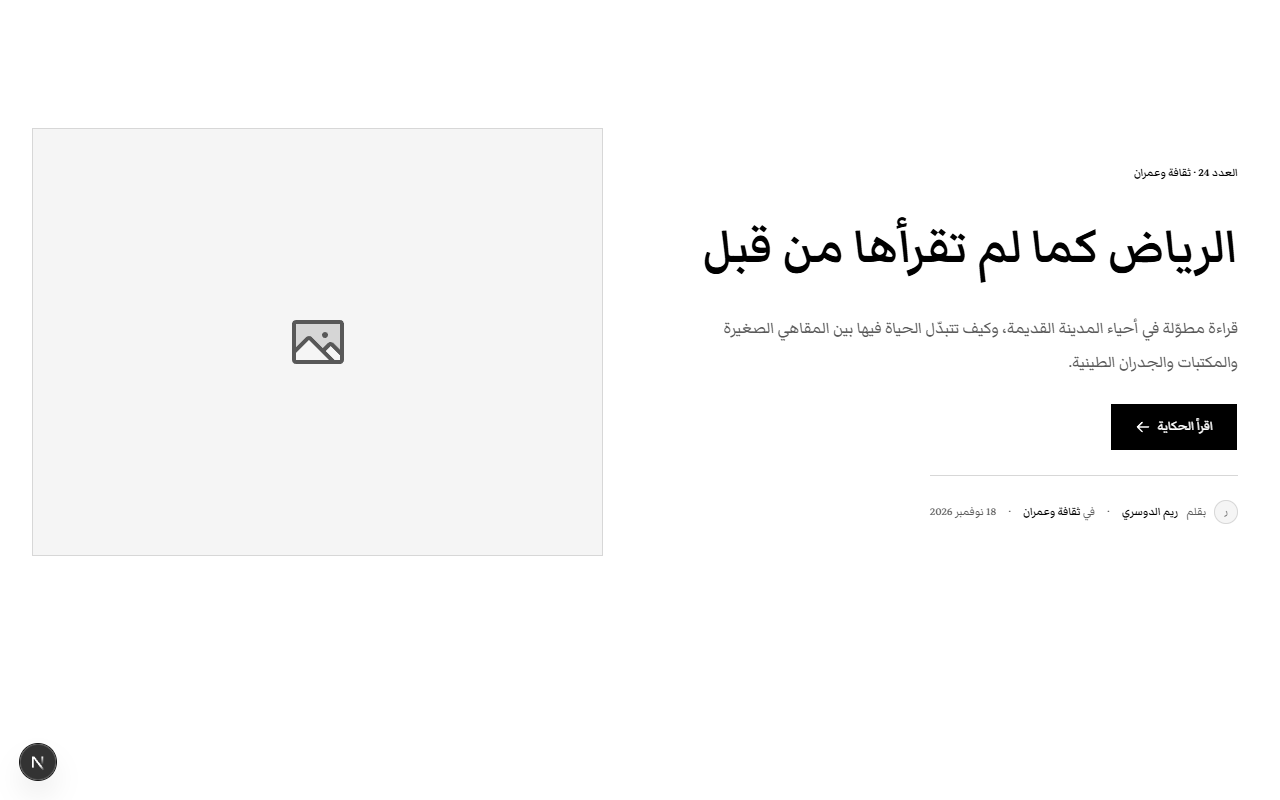 العدد 24 · ثقافة وعمران
الرياض كما لم تقرأها من قبل
قراءة مطوّلة في أحياء المدينة القديمة، وكيف تتبدّل الحياة فيها بين المقاهي الصغيرة
والمكتبات والجدران الطينية.
اقرأ الحكاية ←
ر بقلم ريم الدوسري · في ثقافة وعمران · 18 نوفمبر 2026
N